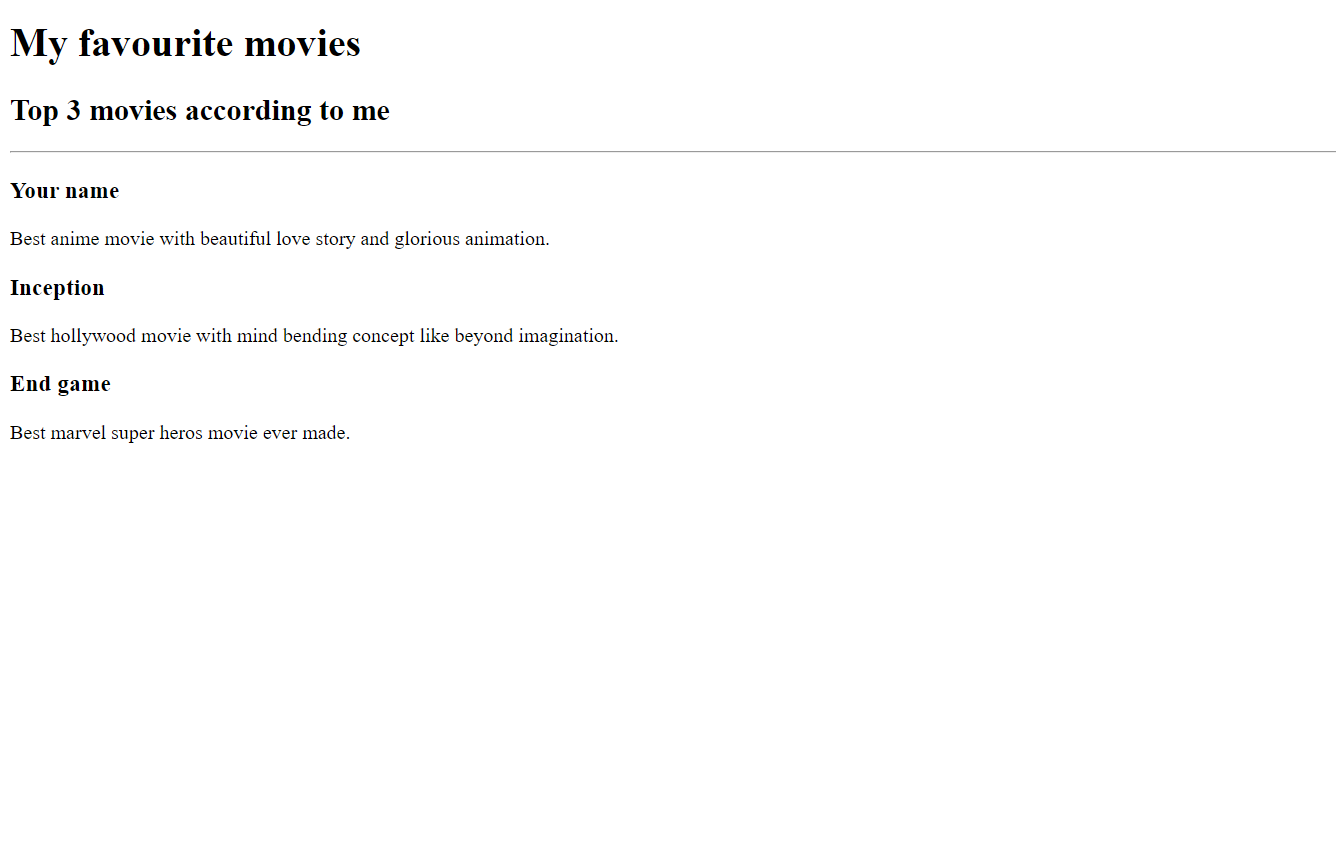 My favourite movies
Top 3 movies according to me
Your name
Best anime movie with beautiful love story and glorious animation.
Inception
Best hollywood movie with mind bending concept like beyond imagination.
End game
Best marvel super heros movie ever made.